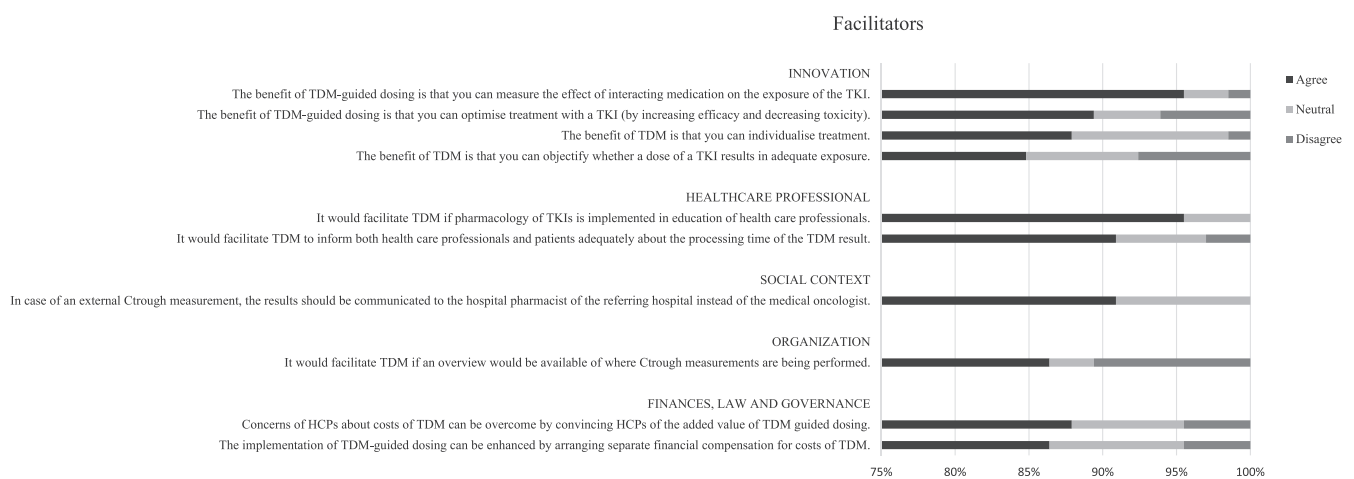 Facilitators
INNOVATION
The benefit of TDM-guided dosing is that you can measure the effect of interacting medication on the exposure of the TKI.
The benefit of TDM-guided dosing is that you can optimise treatment with a TKI (by increasing efficacy and decreasing toxicity).
The benefit of TDM is that you can individualise treatment.
The benefit of TDM is that you can objectify whether a dose of a TKI results in adequate exposure.
HEALTHCARE PROFESSIONAL
It would facilitate TDM if pharmacology of TKIs is implemented in education of health care professionals.
It would facilitate TDM to inform both health care professionals and patients adequately about the processing time of the TDM result.
SOCIAL CONTEXT
In case of an external Ctrough measurement, the results should be communicated to the hospital pharmacist of the referring hospital instead of the medical oncologist.
ORGANIZATION
It would facilitate TDM if an overview would be available of where Ctrough measurements are being performed.
FINANCES, LAW AND GOVERNANCE
Concerns of HCPs about costs of TDM can be overcome by convincing HCPs of the added value of TDM guided dosing.
The implementation of TDM-guided dosing can be enhanced by arranging separate financial compensation for costs of TDM.
75% 80% 85% 90% 95% 100%
Agree
Neutral
Disagree